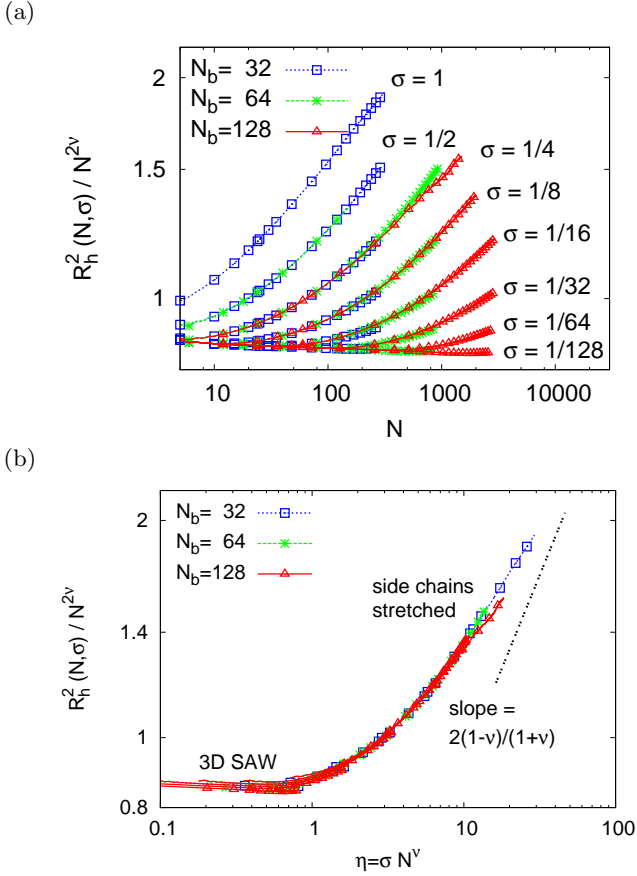 (a)
R_h^2 (N,σ) / N^{2ν}
2
1.5
1
N_b= 32
N_b= 64
N_b=128
σ = 1
σ = 1/2
σ = 1/4
σ = 1/8
σ = 1/16
σ = 1/32
σ = 1/64
σ = 1/128
10 100 1000 10000
N
(b)
R_h^2 (N,σ) / N^{2ν}
2
1.4
1
0.8
N_b= 32
N_b= 64
N_b=128
side chains
stretched
3D SAW
slope =
2(1-ν)/(1+ν)
0.1 1 10 100
η=σ N^ν